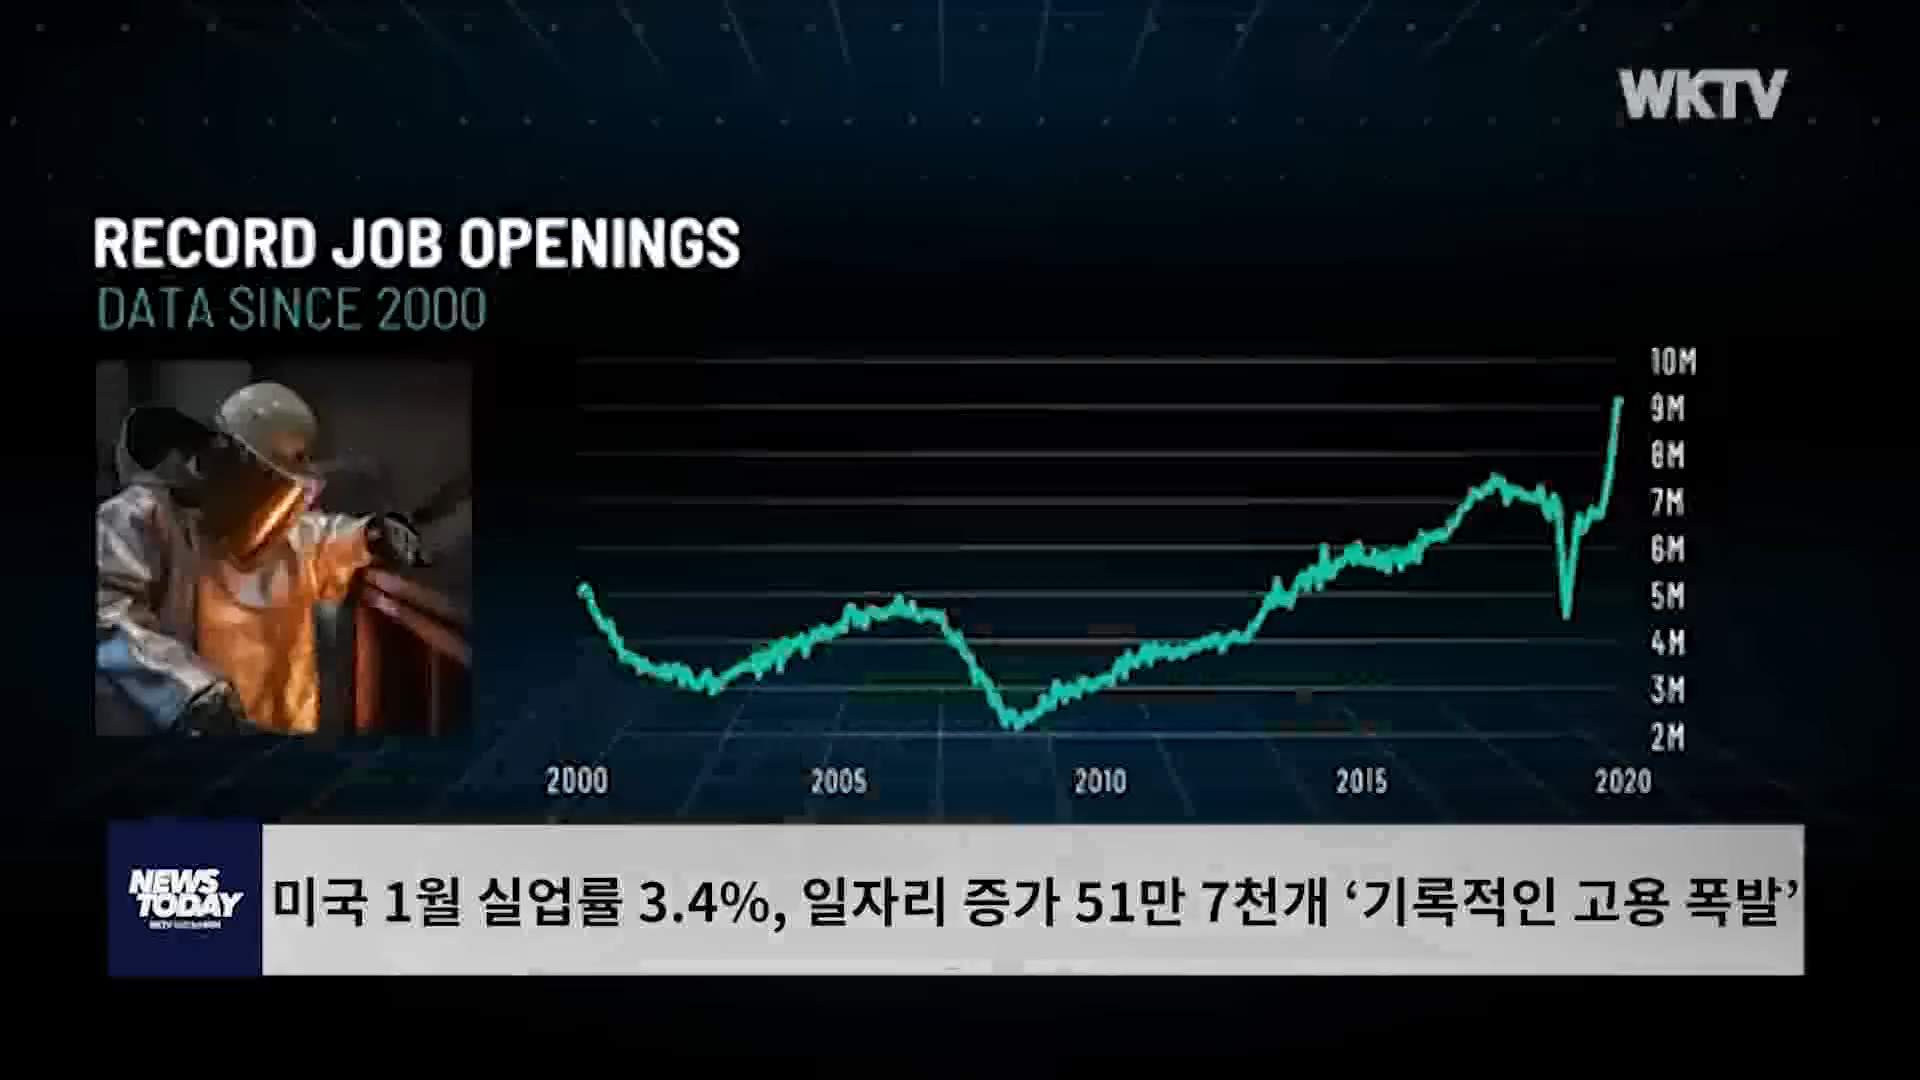 WKTV
RECORD JOB OPENINGS
DATA SINCE 2000
10M
9M
8M
7M
6M
5M
4M
3M
2M
2000 2005 2010 2015 2020
NEWS
TODAY
미국 1월 실업률 3.4%, 일자리 증가 51만 7천개 ‘기록적인 고용 폭발’